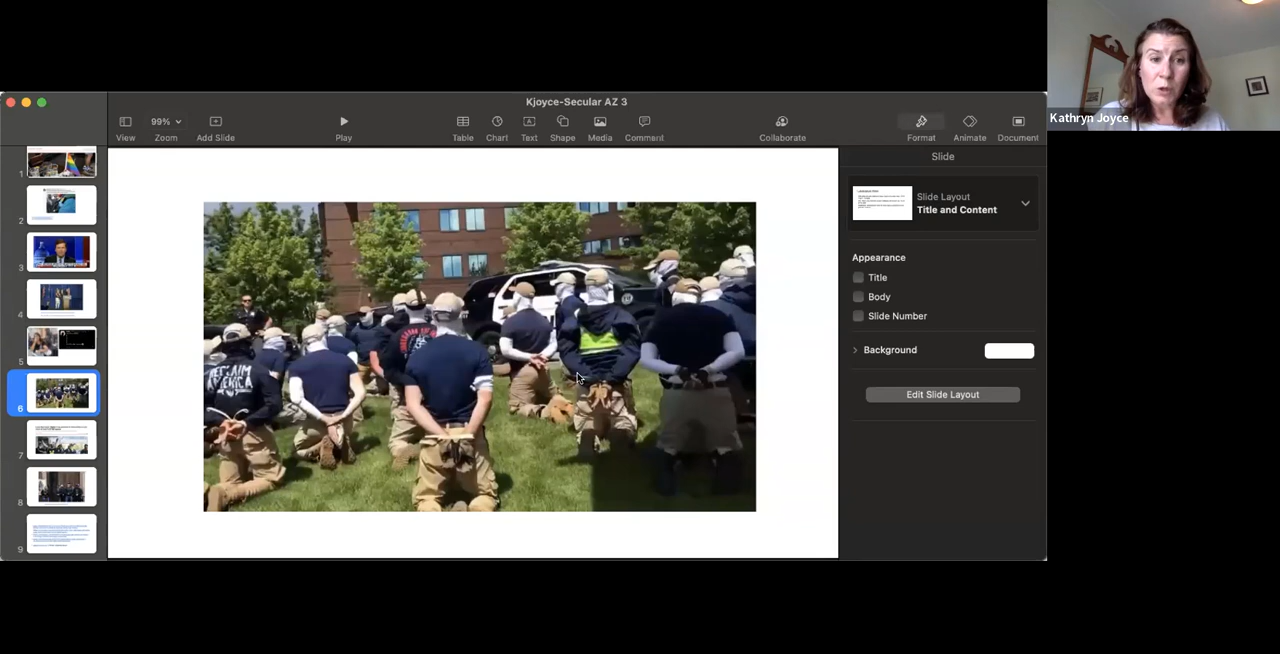 Kathryn Joyce
Kjoyce-Secular AZ 3
99%
View
Zoom
Add Slide
Play
Table
Chart
Text
Shape
Media
Comment
Collaborate
Format
Animate
Document
Slide
Slide Layout
Title and Content
Appearance
Title
Body
Slide Number
Background
Edit Slide Layout
1
2
3
4
5
6
7
8
9
RECLAIM
AMERICA